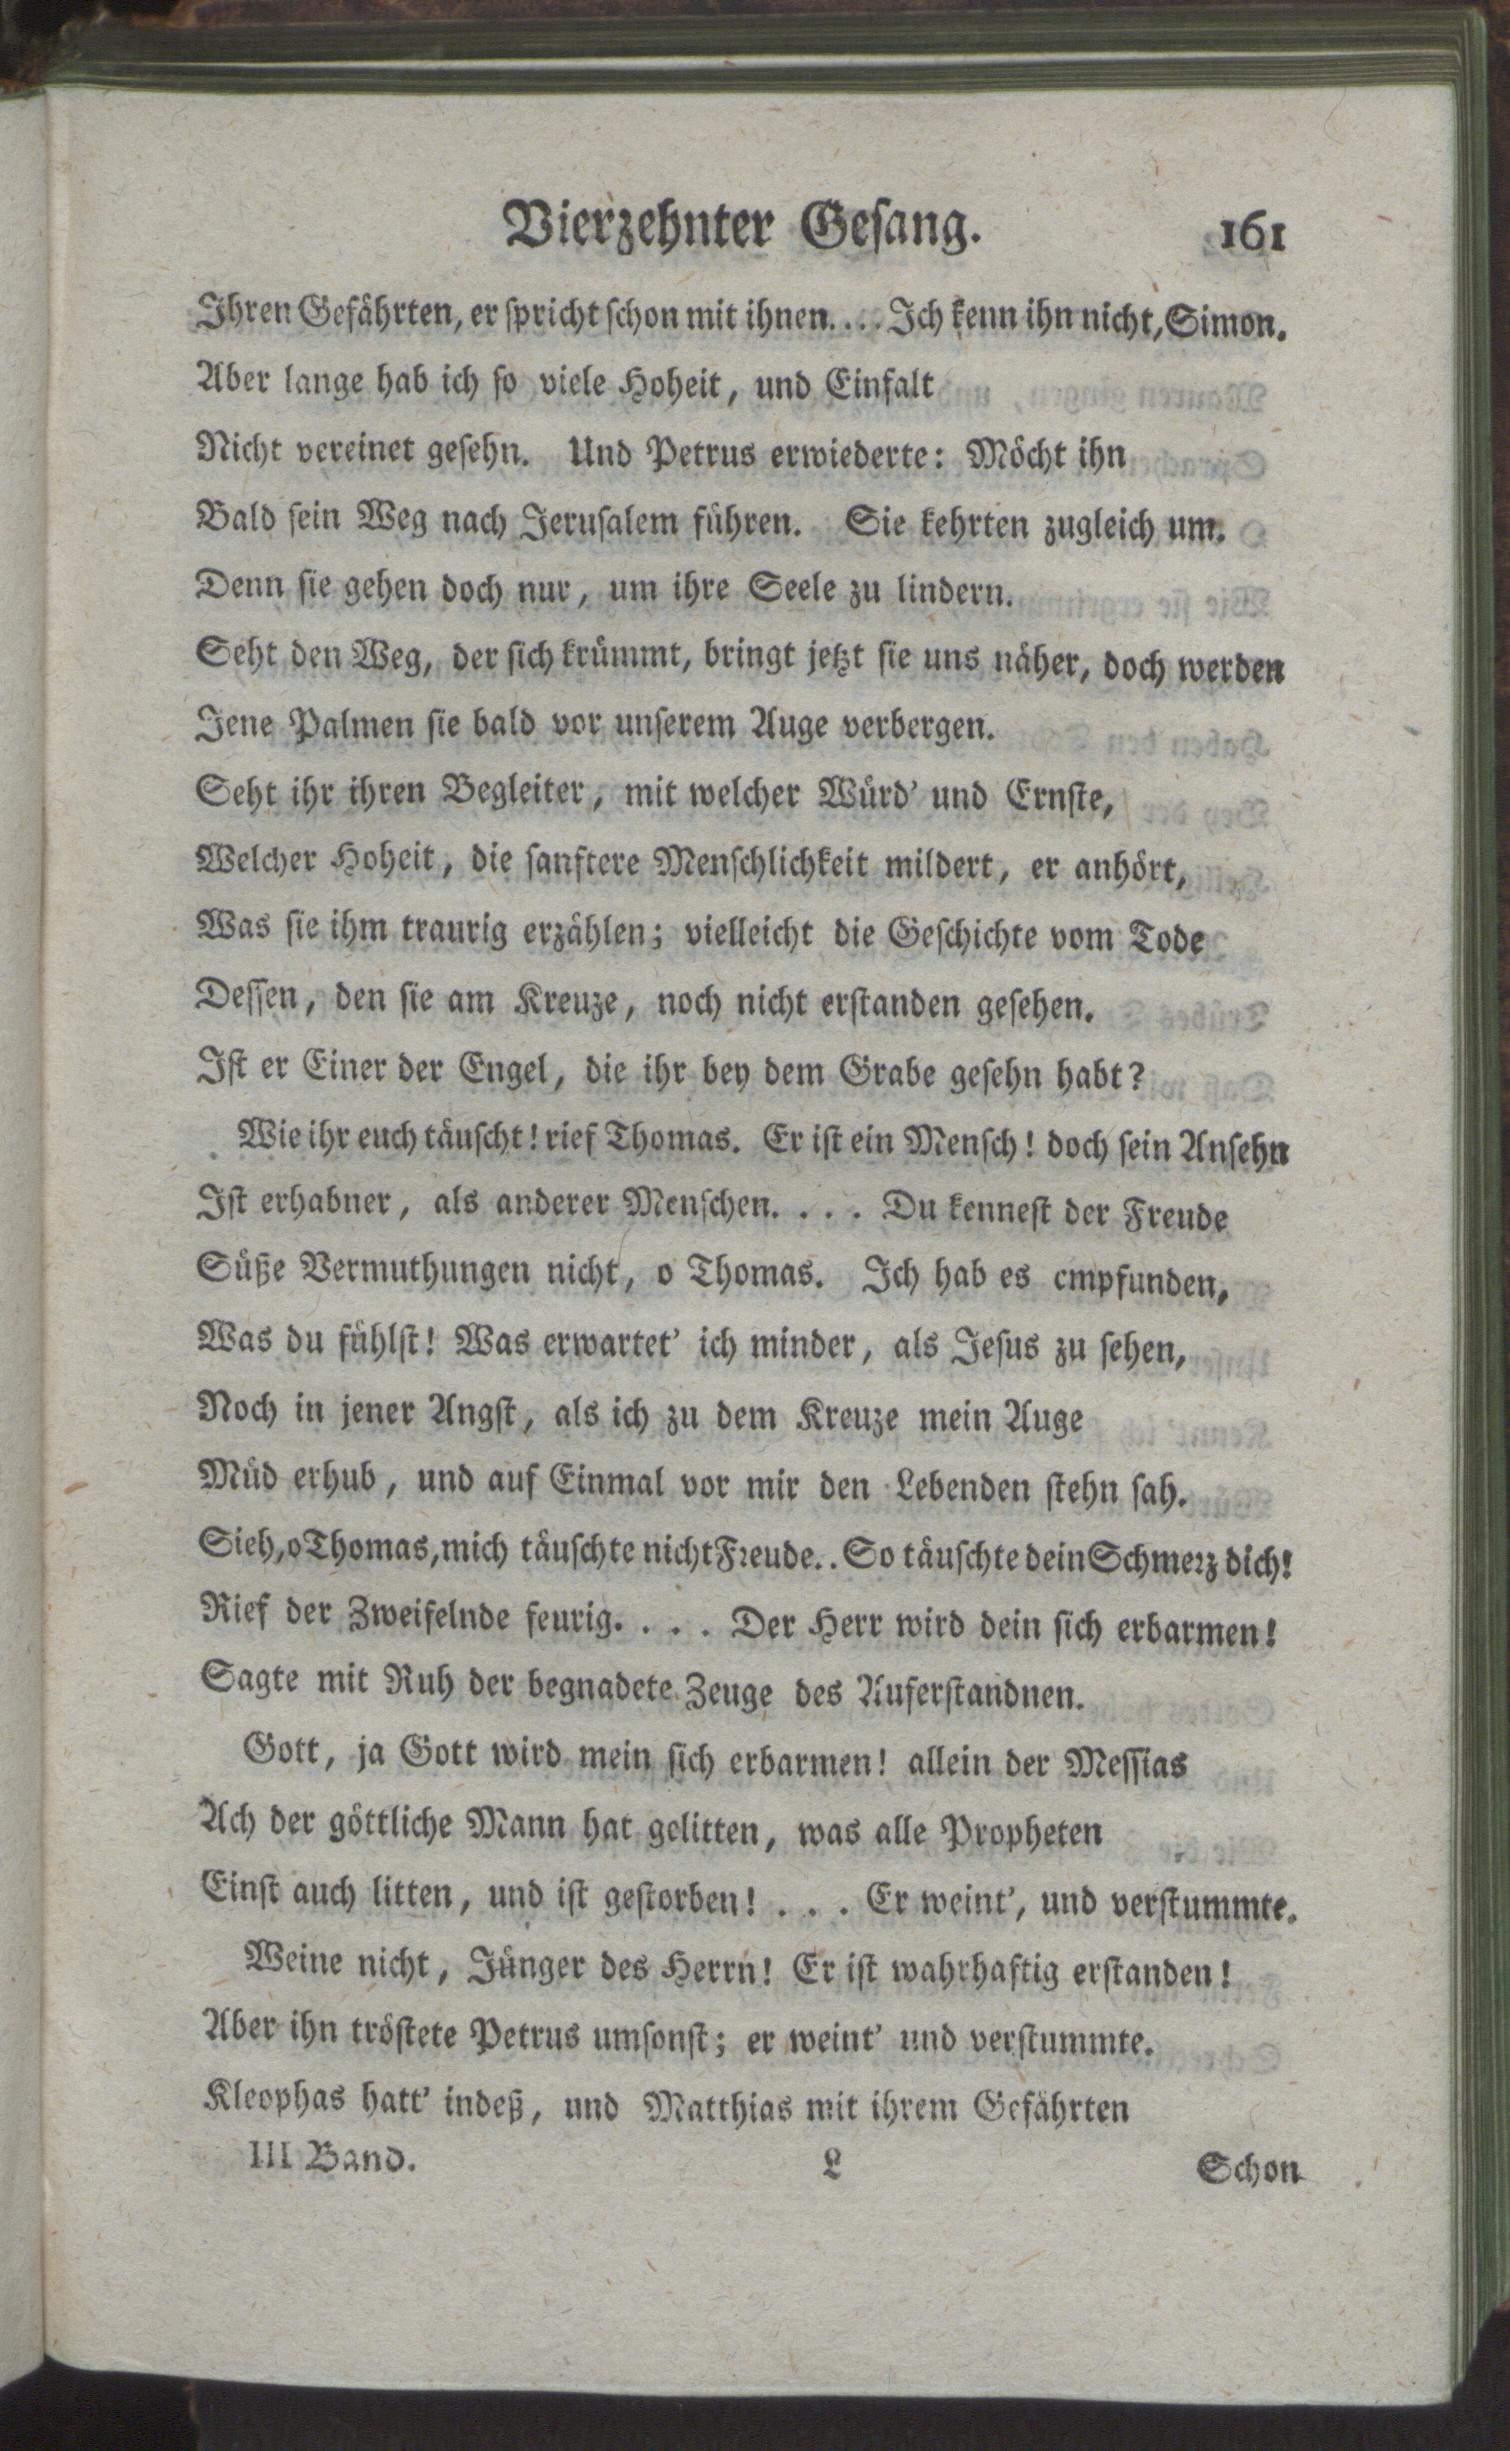 Vierzehnter Geſang. 161
Ihren Gefährten, er ſpricht ſchon mit ihnen.... Ich kenn ihn nicht, Simon.
Aber lange hab ich ſo viele Hoheit, und Einfalt
Nicht vereinet geſehn. Und Petrus erwiederte: Möcht ihn
Bald ſein Weg nach Jeruſalem führen. Sie kehrten zugleich um.
Denn ſie gehen doch nur, um ihre Seele zu lindern.
Seht den Weg, der ſich krümmt, bringt jetzt ſie uns näher, doch werden
Jene Palmen ſie bald vor unſerem Auge verbergen.
Seht ihr ihren Begleiter, mit welcher Würd' und Ernſte,
Welcher Hoheit, die ſanftere Menſchlichkeit mildert, er anhört,
Was ſie ihm traurig erzählen; vielleicht die Geſchichte vom Tode
Deſſen, den ſie am Kreuze, noch nicht erſtanden geſehen.
Iſt er Einer der Engel, die ihr bey dem Grabe geſehn habt?
Wie ihr euch täuſcht! rief Thomas. Er iſt ein Menſch! doch ſein Anſehn
Iſt erhabner, als anderer Menſchen. . . . Du kenneſt der Freude
Süße Vermuthungen nicht, o Thomas. Ich hab es empfunden,
Was du fühlſt! Was erwartet' ich minder, als Jeſus zu ſehen,
Noch in jener Angſt, als ich zu dem Kreuze mein Auge
Müd erhub, und auf Einmal vor mir den Lebenden ſtehn ſah.
Sieh, o Thomas, mich täuſchte nicht Freude.. So täuſchte dein Schmerz dich!
Rief der Zweifelnde feurig. . . . Der Herr wird dein ſich erbarmen!
Sagte mit Ruh der begnadete Zeuge des Auferſtandnen.
Gott, ja Gott wird mein ſich erbarmen! allein der Meſſias
Ach der göttliche Mann hat gelitten, was alle Propheten
Einſt auch litten, und iſt geſtorben! . . . Er weint', und verſtummte.
Weine nicht, Jünger des Herrn! Er iſt wahrhaftig erſtanden!
Aber ihn tröſtete Petrus umſonſt; er weint' und verſtummte.
Kleophas hatt' indeß, und Matthias mit ihrem Gefährten
III Band. L Schon